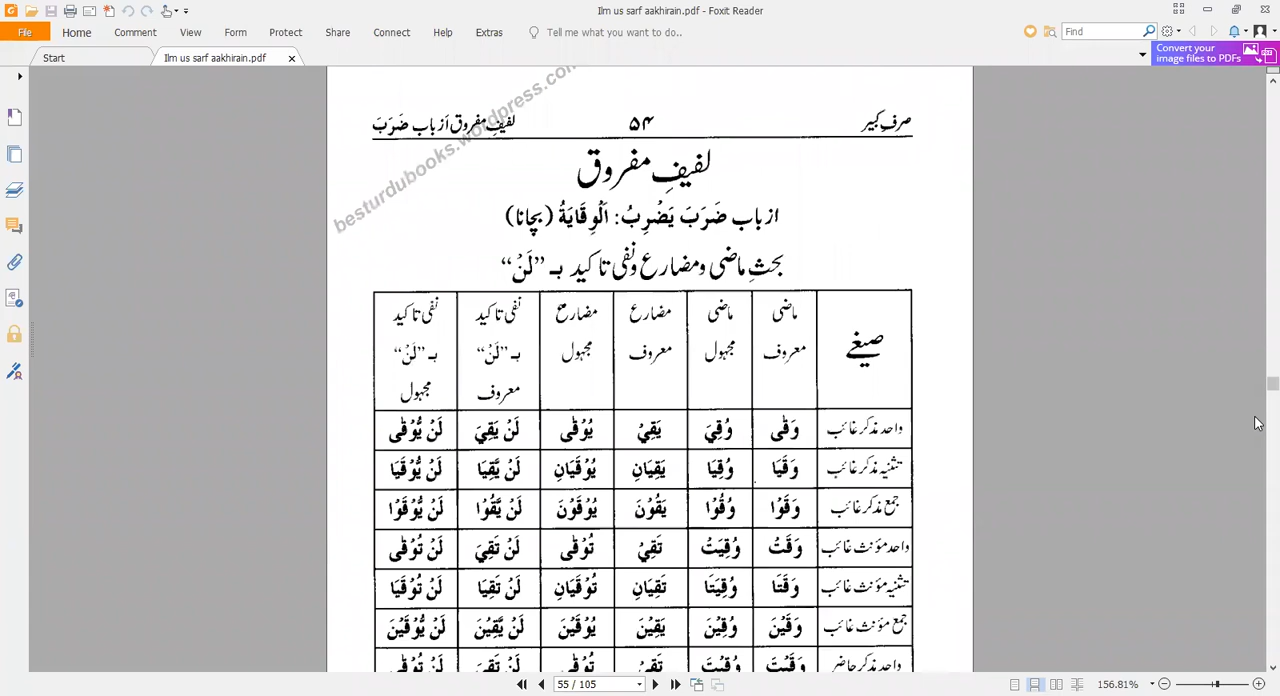 Ilm us sarf aakhirain.pdf - Foxit Reader
File Home Comment View Form Protect Share Connect Help Extras Tell me what you want to do..
Find
Convert your
image files to PDFs
Start
Ilm us sarf aakhirain.pdf
besturdubooks.wordpress.com
صرفِ کبیر ۵۴ لفیفِ مفروق اَز باب ضَرَبَ
لفیفِ مفروق
از باب ضَرَبَ یَضْرِبُ: اَلْوِقَایَةُ (بچانا)
بحثِ ماضی ومضارع ونفی تاکید بـ ”لَنْ“
صیغے ماضی معروف ماضی مجہول مضارع معروف مضارع مجہول نفی تاکید بـ ”لَنْ“ معروف نفی تاکید بـ ”لَنْ“ مجہول
واحد مذکر غائب وَقٰی وُقِيَ یَقِيْ یُوْقٰی لَنْ یَقِيَ لَنْ یُّوْقٰی
تثنیہ مذکر غائب وَقَیَا وُقِیَا یَقِیَانِ یُوْقَیَانِ لَنْ یَّقِیَا لَنْ یُّوْقَیَا
جمع مذکر غائب وَقَوْا وُقُوْا یَقُوْنَ یُوْقَوْنَ لَنْ یَّقُوْا لَنْ یُّوْقَوْا
واحد مؤنث غائب وَقَتْ وُقِیَتْ تَقِيْ تُوْقٰی لَنْ تَقِيَ لَنْ تُوْقٰی
تثنیہ مؤنث غائب وَقَتَا وُقِیَتَا تَقِیَانِ تُوْقَیَانِ لَنْ تَقِیَا لَنْ تُوْقَیَا
جمع مؤنث غائب وَقَیْنَ وُقِیْنَ یَقِیْنَ یُوْقَیْنَ لَنْ یَّقِیْنَ لَنْ یُّوْقَیْنَ
واحد مذکر حاضر وَقَیْتَ وُقِیْتَ تَقِيْ تُوْقٰی لَنْ تَقِيَ لَنْ تُوْقٰی
55 / 105
156.81%